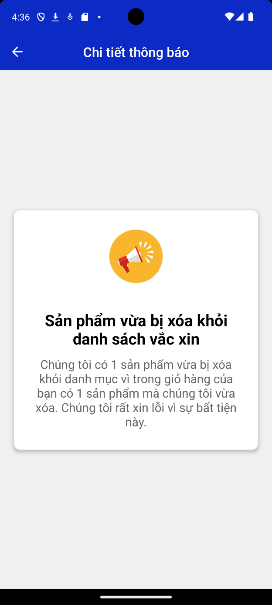 4:36
Chi tiết thông báo
Sản phẩm vừa bị xóa khỏi
danh sách vắc xin
Chúng tôi có 1 sản phẩm vừa bị xóa
khỏi danh mục vì trong giỏ hàng của
bạn có 1 sản phẩm mà chúng tôi vừa
xóa. Chúng tôi rất xin lỗi vì sự bất tiện
này.